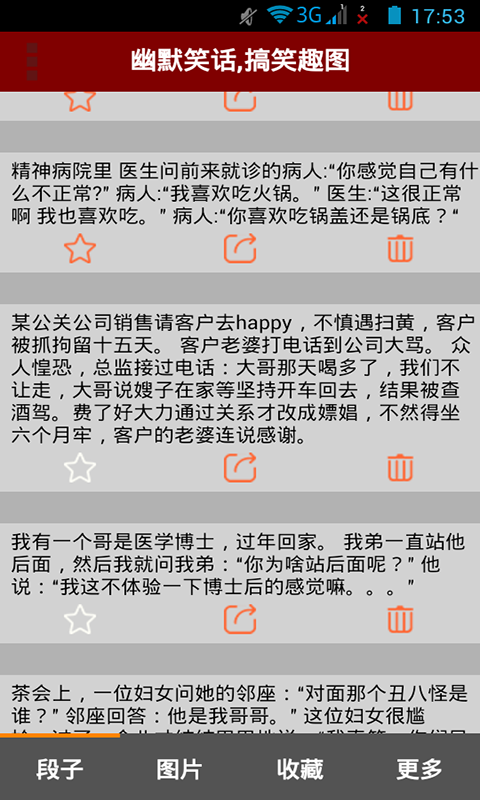 3G 1 2 17:53
幽默笑话,搞笑趣图
精神病院里 医生问前来就诊的病人:“你感觉自己有什
么不正常?” 病人:“我喜欢吃火锅。” 医生:“这很正常
啊 我也喜欢吃。” 病人:“你喜欢吃锅盖还是锅底？“
某公关公司销售请客户去happy，不慎遇扫黄，客户
被抓拘留十五天。 客户老婆打电话到公司大骂。 众
人惶恐，总监接过电话：大哥那天喝多了，我们不
让走，大哥说嫂子在家等坚持开车回去，结果被查
酒驾。费了好大力通过关系才改成嫖娼，不然得坐
六个月牢，客户的老婆连说感谢。
我有一个哥是医学博士，过年回家。 我弟一直站他
后面，然后我就问我弟：“你为啥站后面呢？” 他
说：“我这不体验一下博士后的感觉嘛。。。”
茶会上，一位妇女问她的邻座：“对面那个丑八怪是
谁？” 邻座回答：他是我哥哥。” 这位妇女很尴
段子 图片 收藏 更多